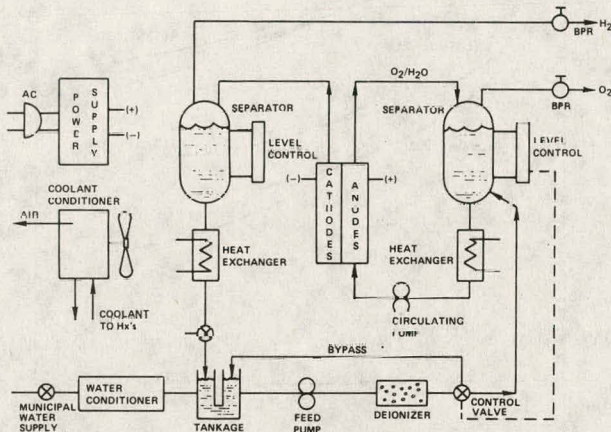 BPR H₂
AC
POWER SUPPLY
(+)
(−)
SEPARATOR
LEVEL
CONTROL
O₂/H₂O
SEPARATOR
BPR
O₂
LEVEL
CONTROL
(−)
CATHODES
ANODES
(+)
COOLANT
CONDITIONER
AIR
COOLANT
TO Hx's
HEAT
EXCHANGER
HEAT
EXCHANGER
CIRCULATING
PUMP
BYPASS
MUNICIPAL
WATER
SUPPLY
WATER
CONDITIONER
TANKAGE
FEED
PUMP
DEIONIZER
CONTROL
VALVE